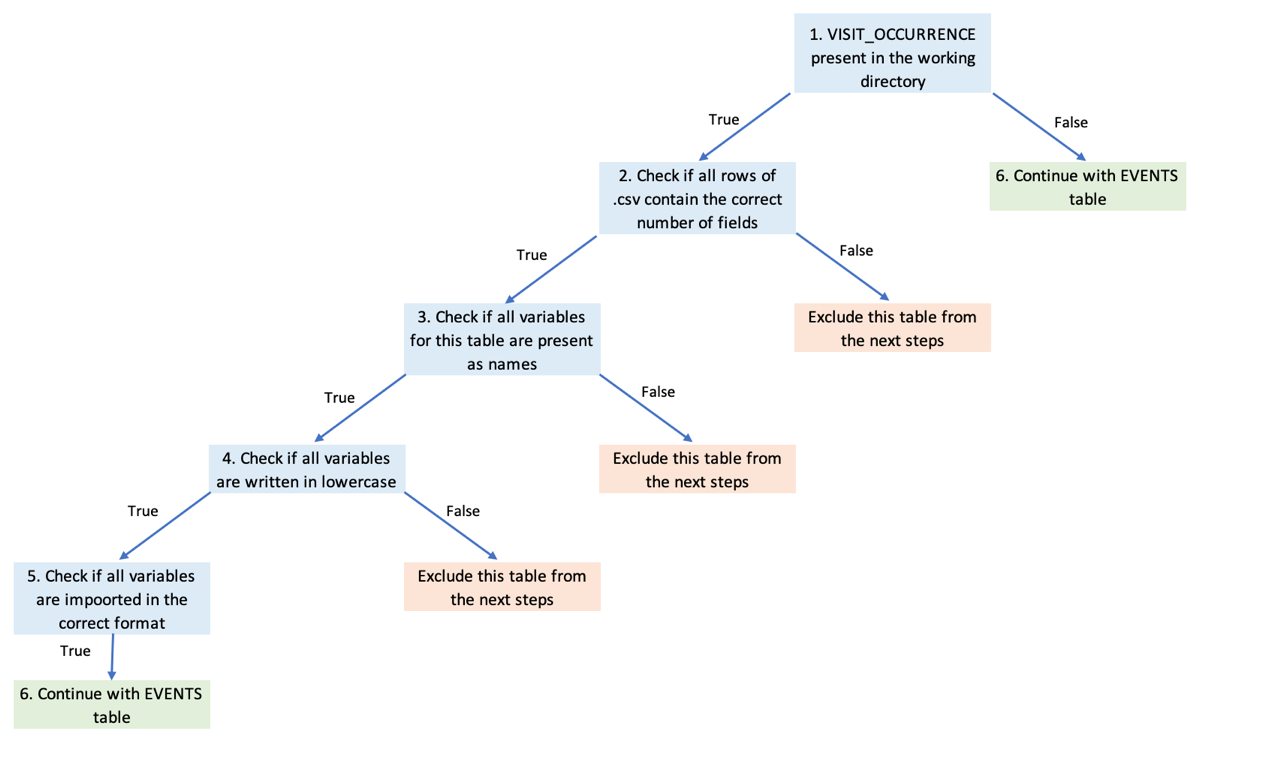 1. VISIT_OCCURRENCE
present in the working
directory
True
False
2. Check if all rows of
.csv contain the correct
number of fields
6. Continue with EVENTS
table
True
False
3. Check if all variables
for this table are present
as names
Exclude this table from
the next steps
True
False
4. Check if all variables
are written in lowercase
Exclude this table from
the next steps
True
False
5. Check if all variables
are impoorted in the
correct format
Exclude this table from
the next steps
True
6. Continue with EVENTS
table